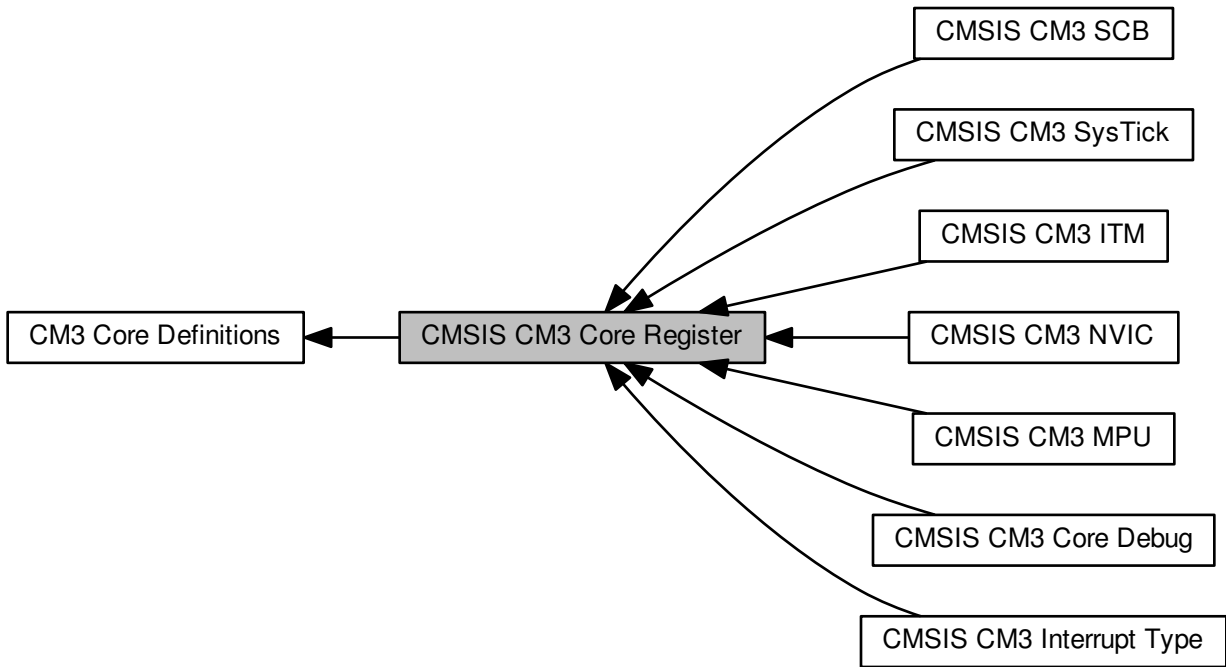 CMSIS CM3 SCB
CMSIS CM3 SysTick
CMSIS CM3 ITM
CM3 Core Definitions
CMSIS CM3 Core Register
CMSIS CM3 NVIC
CMSIS CM3 MPU
CMSIS CM3 Core Debug
CMSIS CM3 Interrupt Type